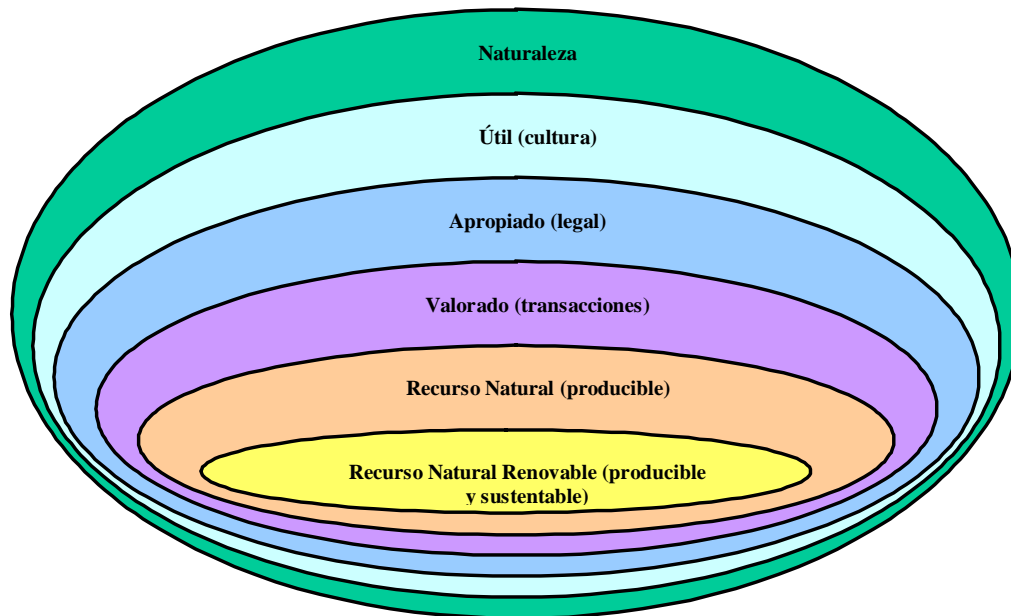 Naturaleza
Útil (cultura)
Apropiado (legal)
Valorado (transacciones)
Recurso Natural (producible)
Recurso Natural Renovable (producible
y sustentable)